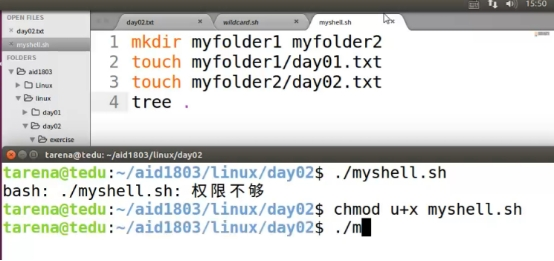 15:50
day02.txt
wildcard.sh
myshell.sh
OPEN FILES
day02.txt
myshell.sh
FOLDERS
aid1803
Linux
linux
day01
day02
exercise
1 mkdir myfolder1 myfolder2
2 touch myfolder1/day01.txt
3 touch myfolder2/day02.txt
4 tree .
tarena@tedu: ~/aid1803/linux/day02
tarena@tedu:~/aid1803/linux/day02$ ./myshell.sh
bash: ./myshell.sh: 权限不够
tarena@tedu:~/aid1803/linux/day02$ chmod u+x myshell.sh
tarena@tedu:~/aid1803/linux/day02$ ./m